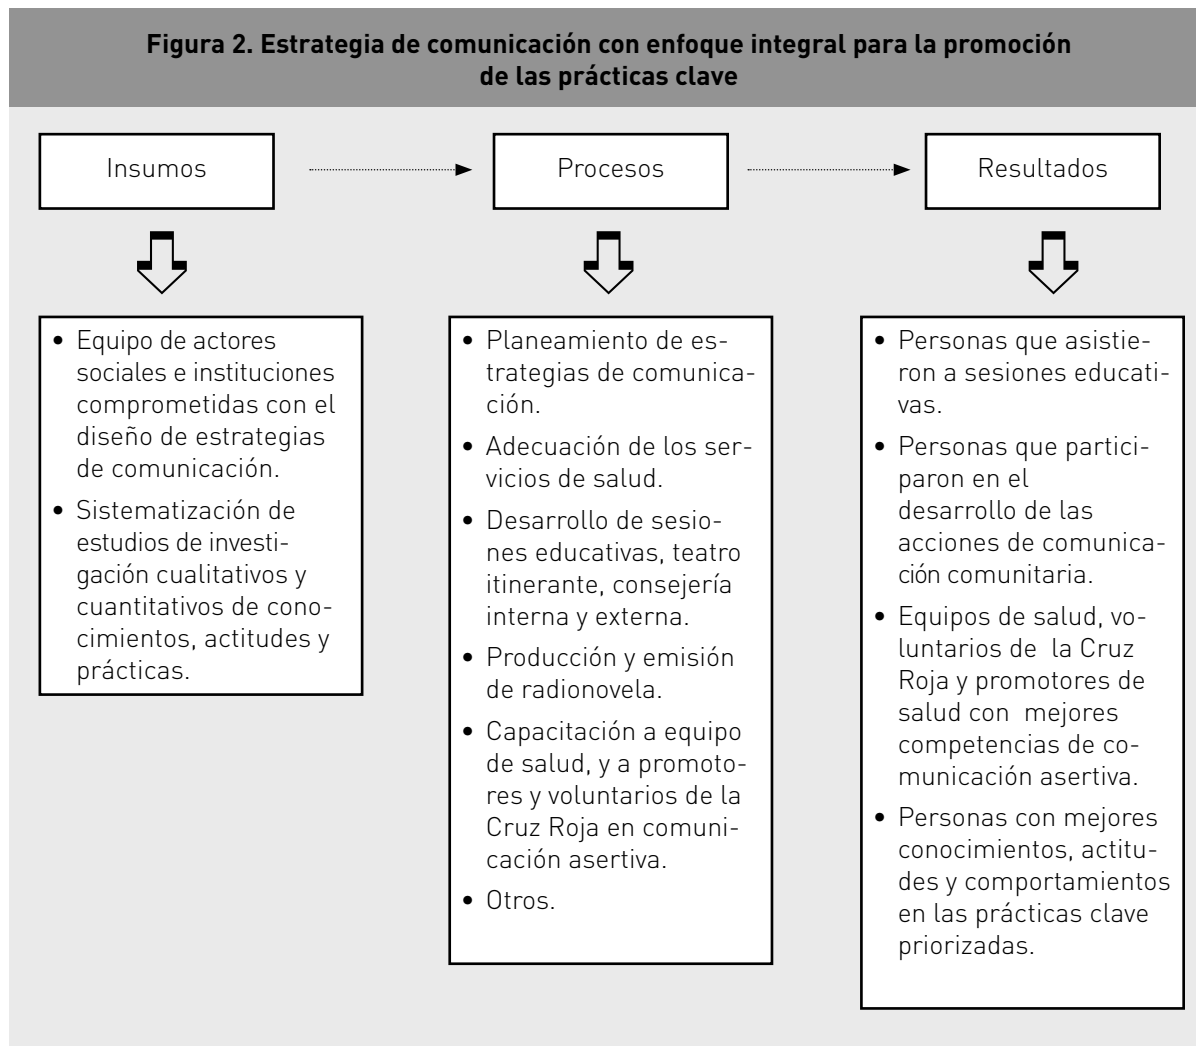 Figura 2. Estrategia de comunicación con enfoque integral para la promoción
de las prácticas clave
Insumos
Procesos
Resultados
• Equipo de actores
sociales e instituciones
comprometidas con el
diseño de estrategias
de comunicación.
• Sistematización de
estudios de investi-
gación cualitativos y
cuantitativos de cono-
cimientos, actitudes y
prácticas.
• Planeamiento de es-
trategias de comunica-
ción.
• Adecuación de los ser-
vicios de salud.
• Desarrollo de sesio-
nes educativas, teatro
itinerante, consejería
interna y externa.
• Producción y emisión
de radionovela.
• Capacitación a equipo
de salud, y a promoto-
res y voluntarios de la
Cruz Roja en comuni-
cación asertiva.
• Otros.
• Personas que asistie-
ron a sesiones educati-
vas.
• Personas que partici-
paron en el
desarrollo de las
acciones de comunica-
ción comunitaria.
• Equipos de salud, vo-
luntarios de la Cruz
Roja y promotores de
salud con mejores
competencias de co-
municación asertiva.
• Personas con mejores
conocimientos, actitu-
des y comportamientos
en las prácticas clave
priorizadas.